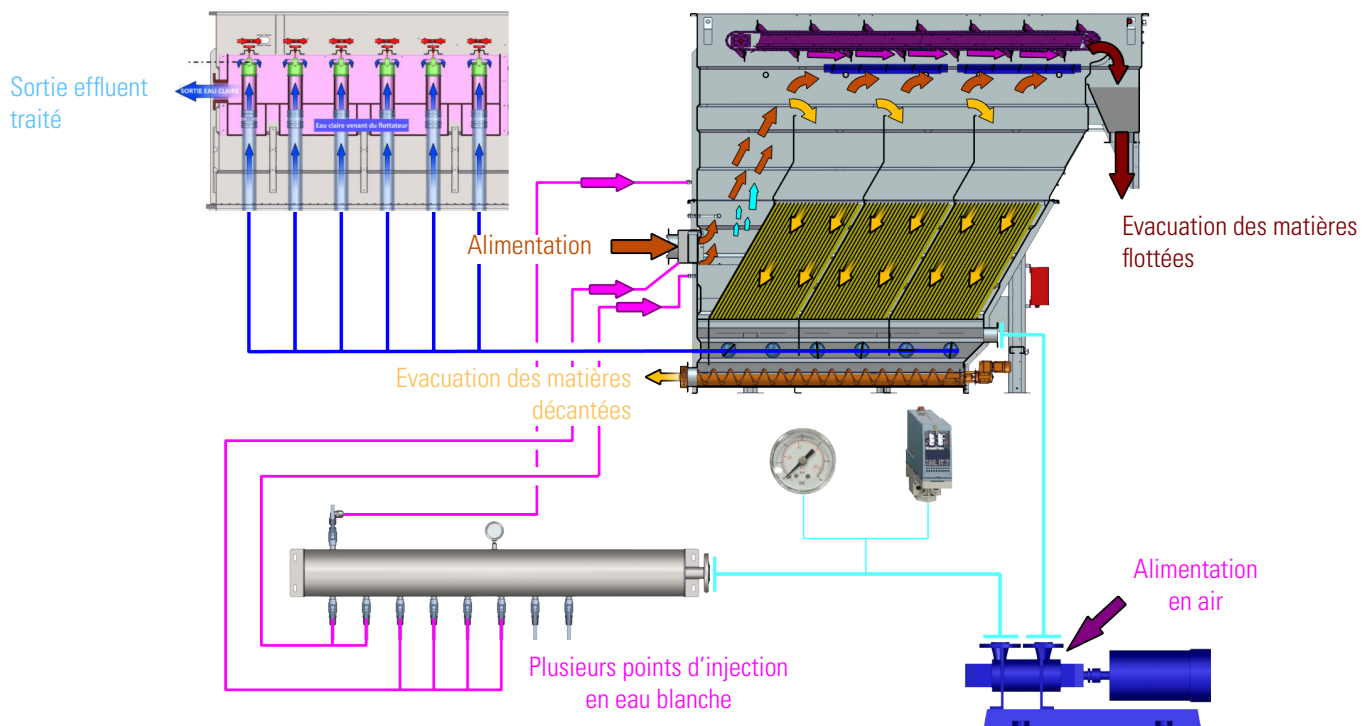 Sortie effluent
traité
SORTIE EAU CLAIRE
Eau claire venant du flottateur
Alimentation
Evacuation des matières
flottées
Evacuation des matières
décantées
Alimentation
en air
Plusieurs points d’injection
en eau blanche